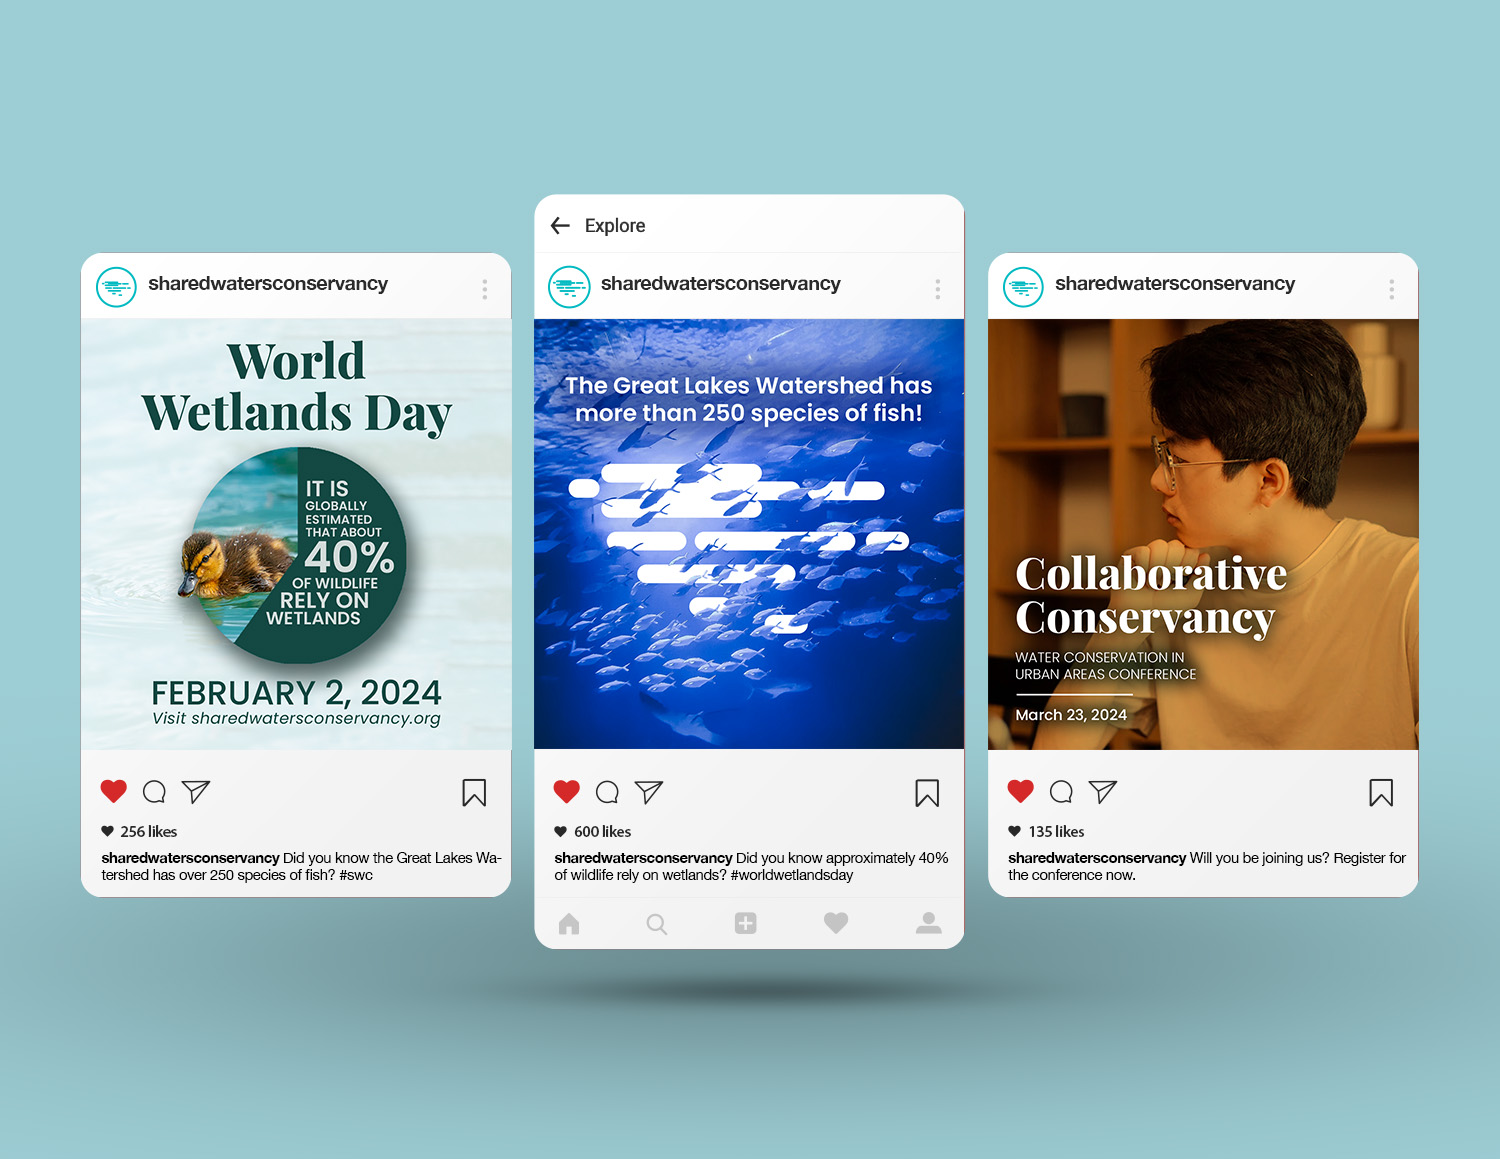 sharedwatersconservancy
World
Wetlands Day
IT IS
GLOBALLY
ESTIMATED
THAT ABOUT
40%
OF WILDLIFE
RELY ON
WETLANDS
FEBRUARY 2, 2024
Visit sharedwatersconservancy.org
256 likes
sharedwatersconservancy Did you know the Great Lakes Wa-
tershed has over 250 species of fish? #swc
Explore
sharedwatersconservancy
The Great Lakes Watershed has
more than 250 species of fish!
600 likes
sharedwatersconservancy Did you know approximately 40%
of wildlife rely on wetlands? #worldwetlandsday
sharedwatersconservancy
Collaborative
Conservancy
WATER CONSERVATION IN
URBAN AREAS CONFERENCE
March 23, 2024
135 likes
sharedwatersconservancy Will you be joining us? Register for
the conference now.